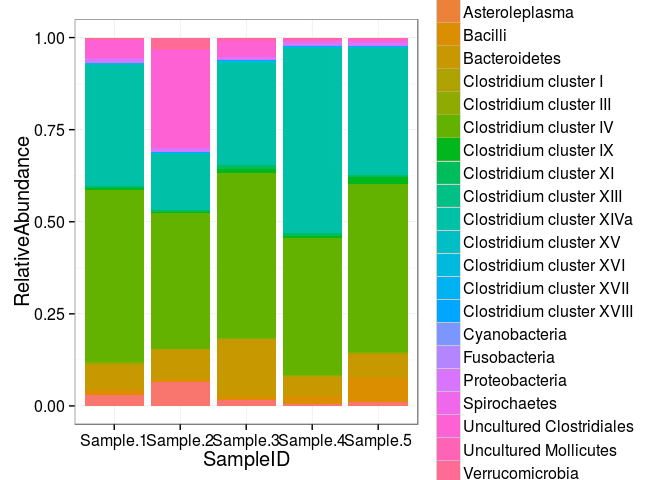 1.00
0.75
0.50
0.25
0.00
RelativeAbundance
Sample.1 Sample.2 Sample.3 Sample.4 Sample.5
SampleID
Asteroleplasma
Bacilli
Bacteroidetes
Clostridium cluster I
Clostridium cluster III
Clostridium cluster IV
Clostridium cluster IX
Clostridium cluster XI
Clostridium cluster XIII
Clostridium cluster XIVa
Clostridium cluster XV
Clostridium cluster XVI
Clostridium cluster XVII
Clostridium cluster XVIII
Cyanobacteria
Fusobacteria
Proteobacteria
Spirochaetes
Uncultured Clostridiales
Uncultured Mollicutes
Verrucomicrobia